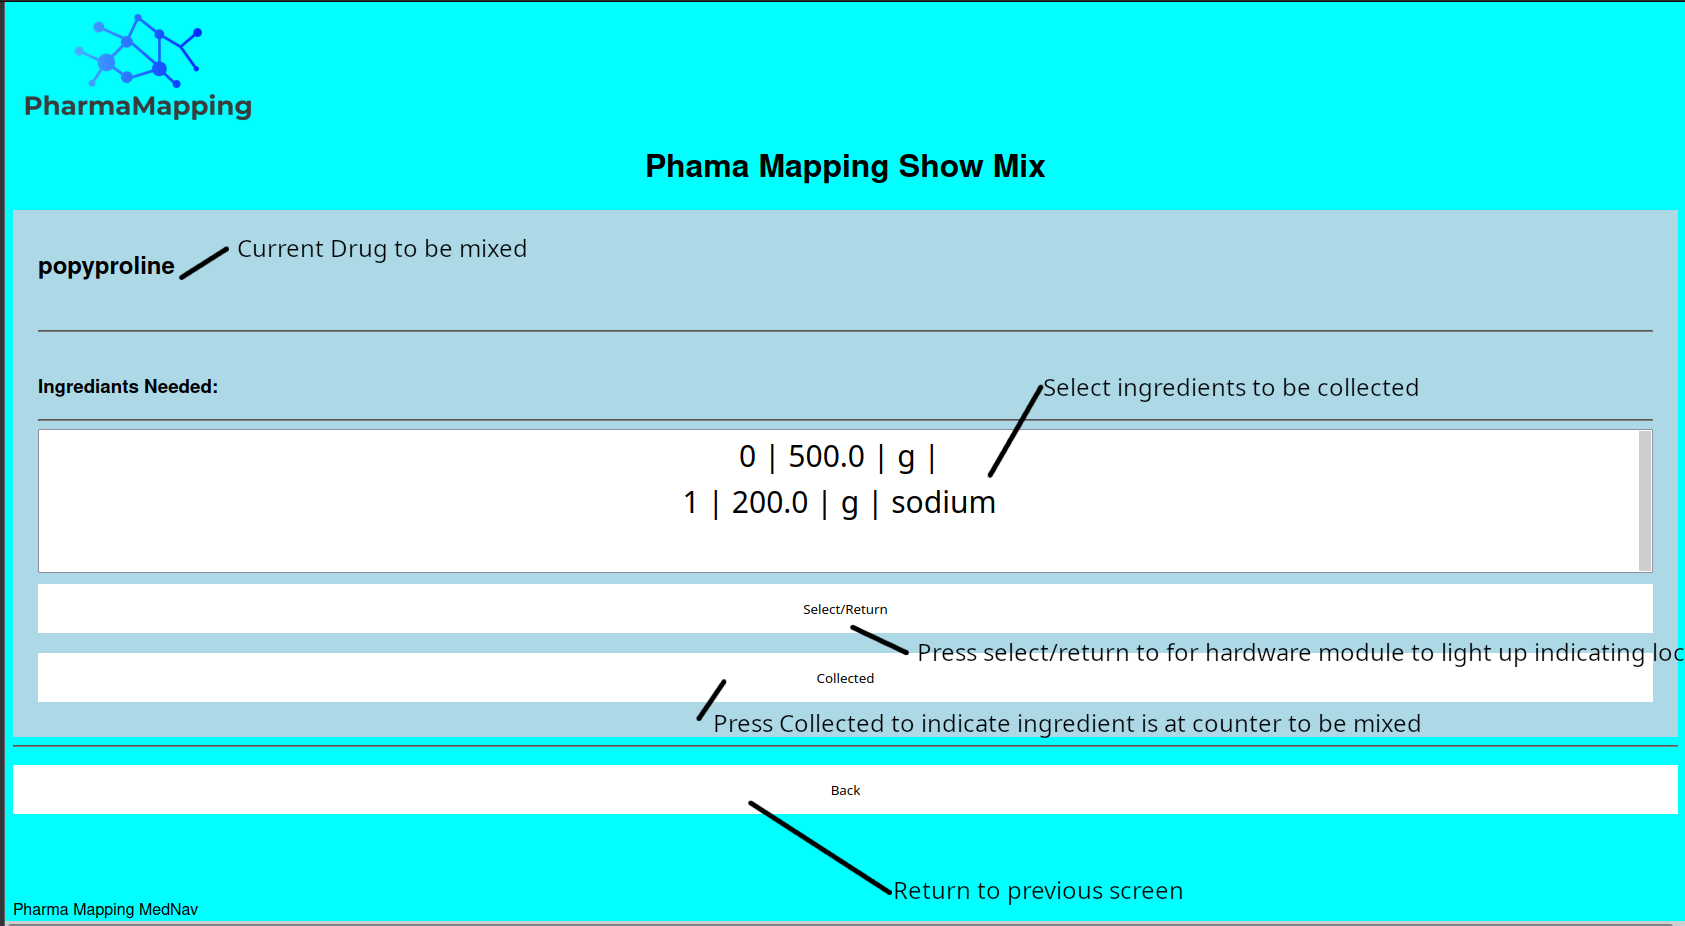 PharmaMapping
Phama Mapping Show Mix
Current Drug to be mixed
popyproline
Ingrediants Needed:
Select ingredients to be collected
0 | 500.0 | g |
1 | 200.0 | g | sodium
Select/Return
Press select/return to for hardware module to light up indicating loc
Collected
Press Collected to indicate ingredient is at counter to be mixed
Back
Return to previous screen
Pharma Mapping MedNav